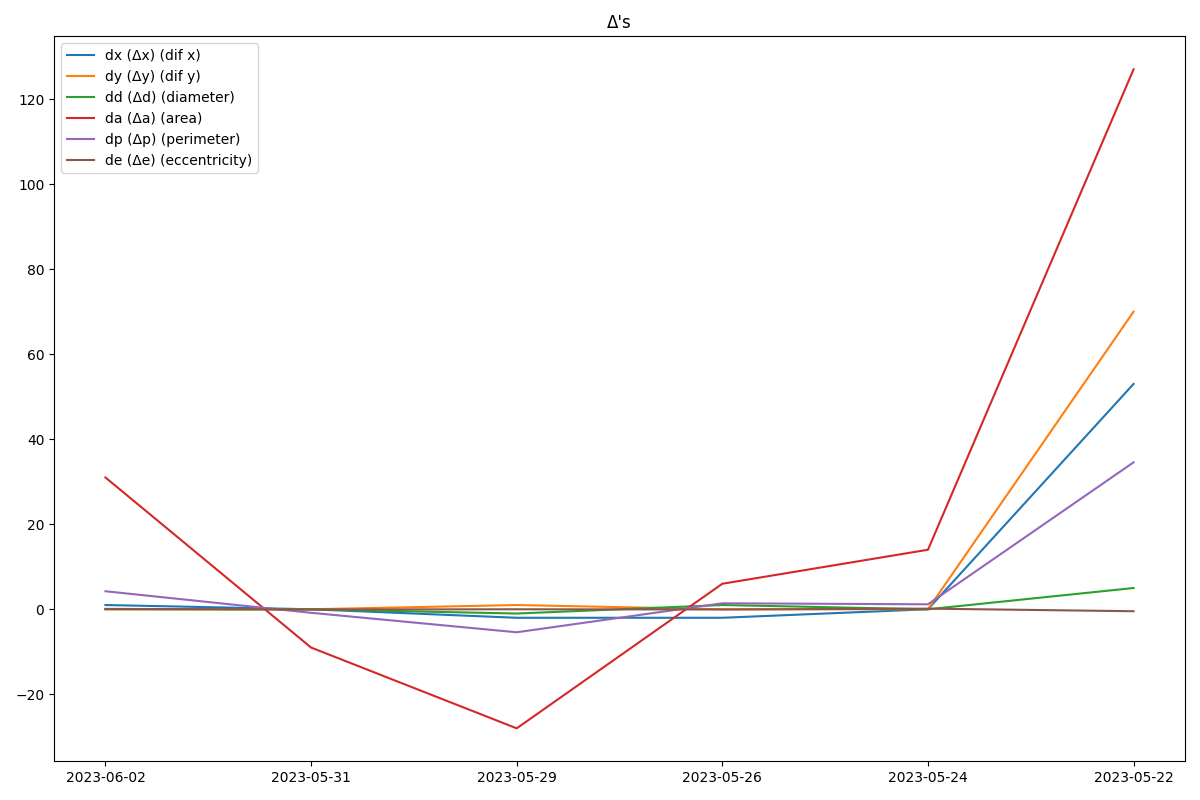 Δ's
dx (Δx) (dif x)
dy (Δy) (dif y)
dd (Δd) (diameter)
da (Δa) (area)
dp (Δp) (perimeter)
de (Δe) (eccentricity)
120
100
80
60
40
20
0
−20
2023-06-02 2023-05-31 2023-05-29 2023-05-26 2023-05-24 2023-05-22